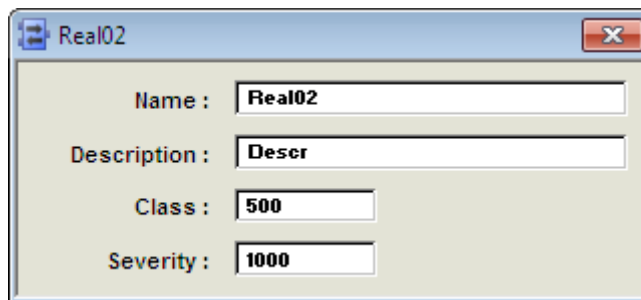 Real02
Name : Real02
Description : Descr
Class : 500
Severity : 1000